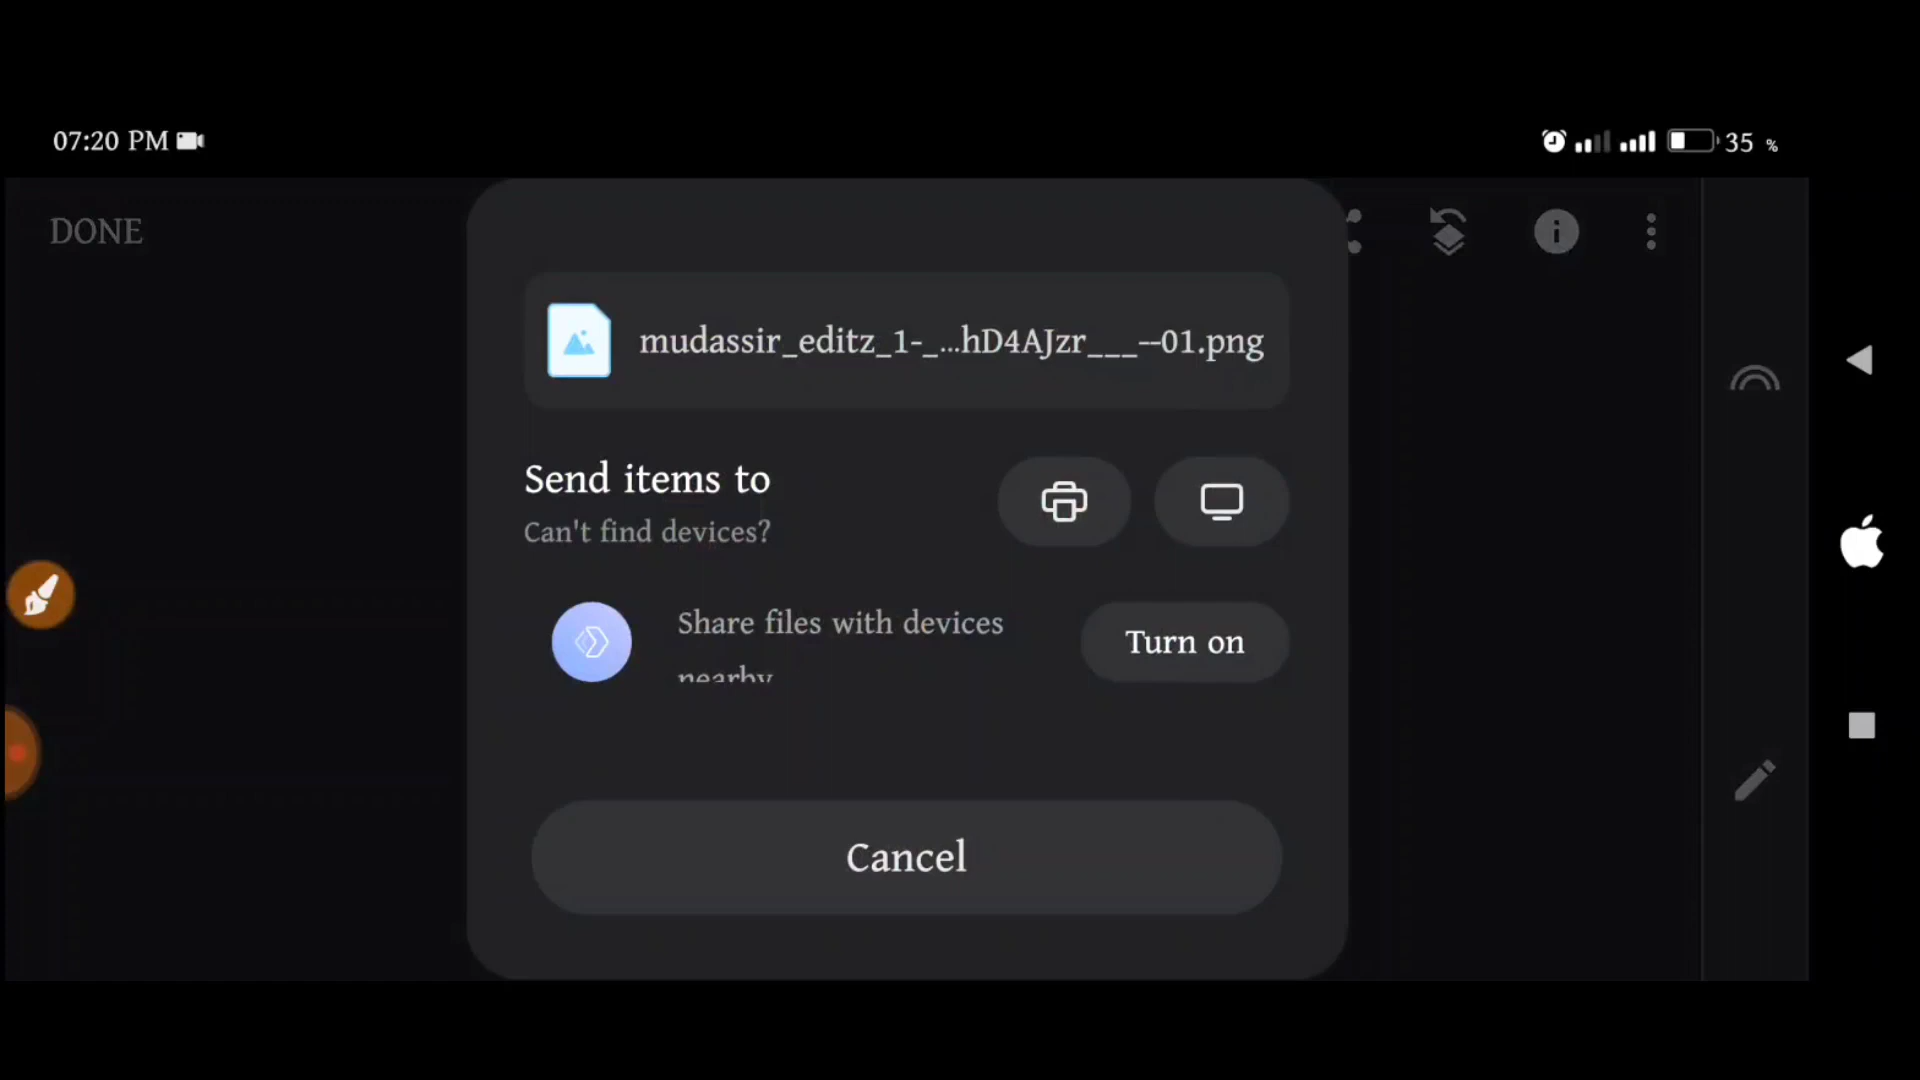 07:20 PM
35 %
DONE
mudassir_editz_1-_...hD4AJzr___--01.png
Send items to
Can't find devices?
Share files with devices
nearby
Turn on
Cancel